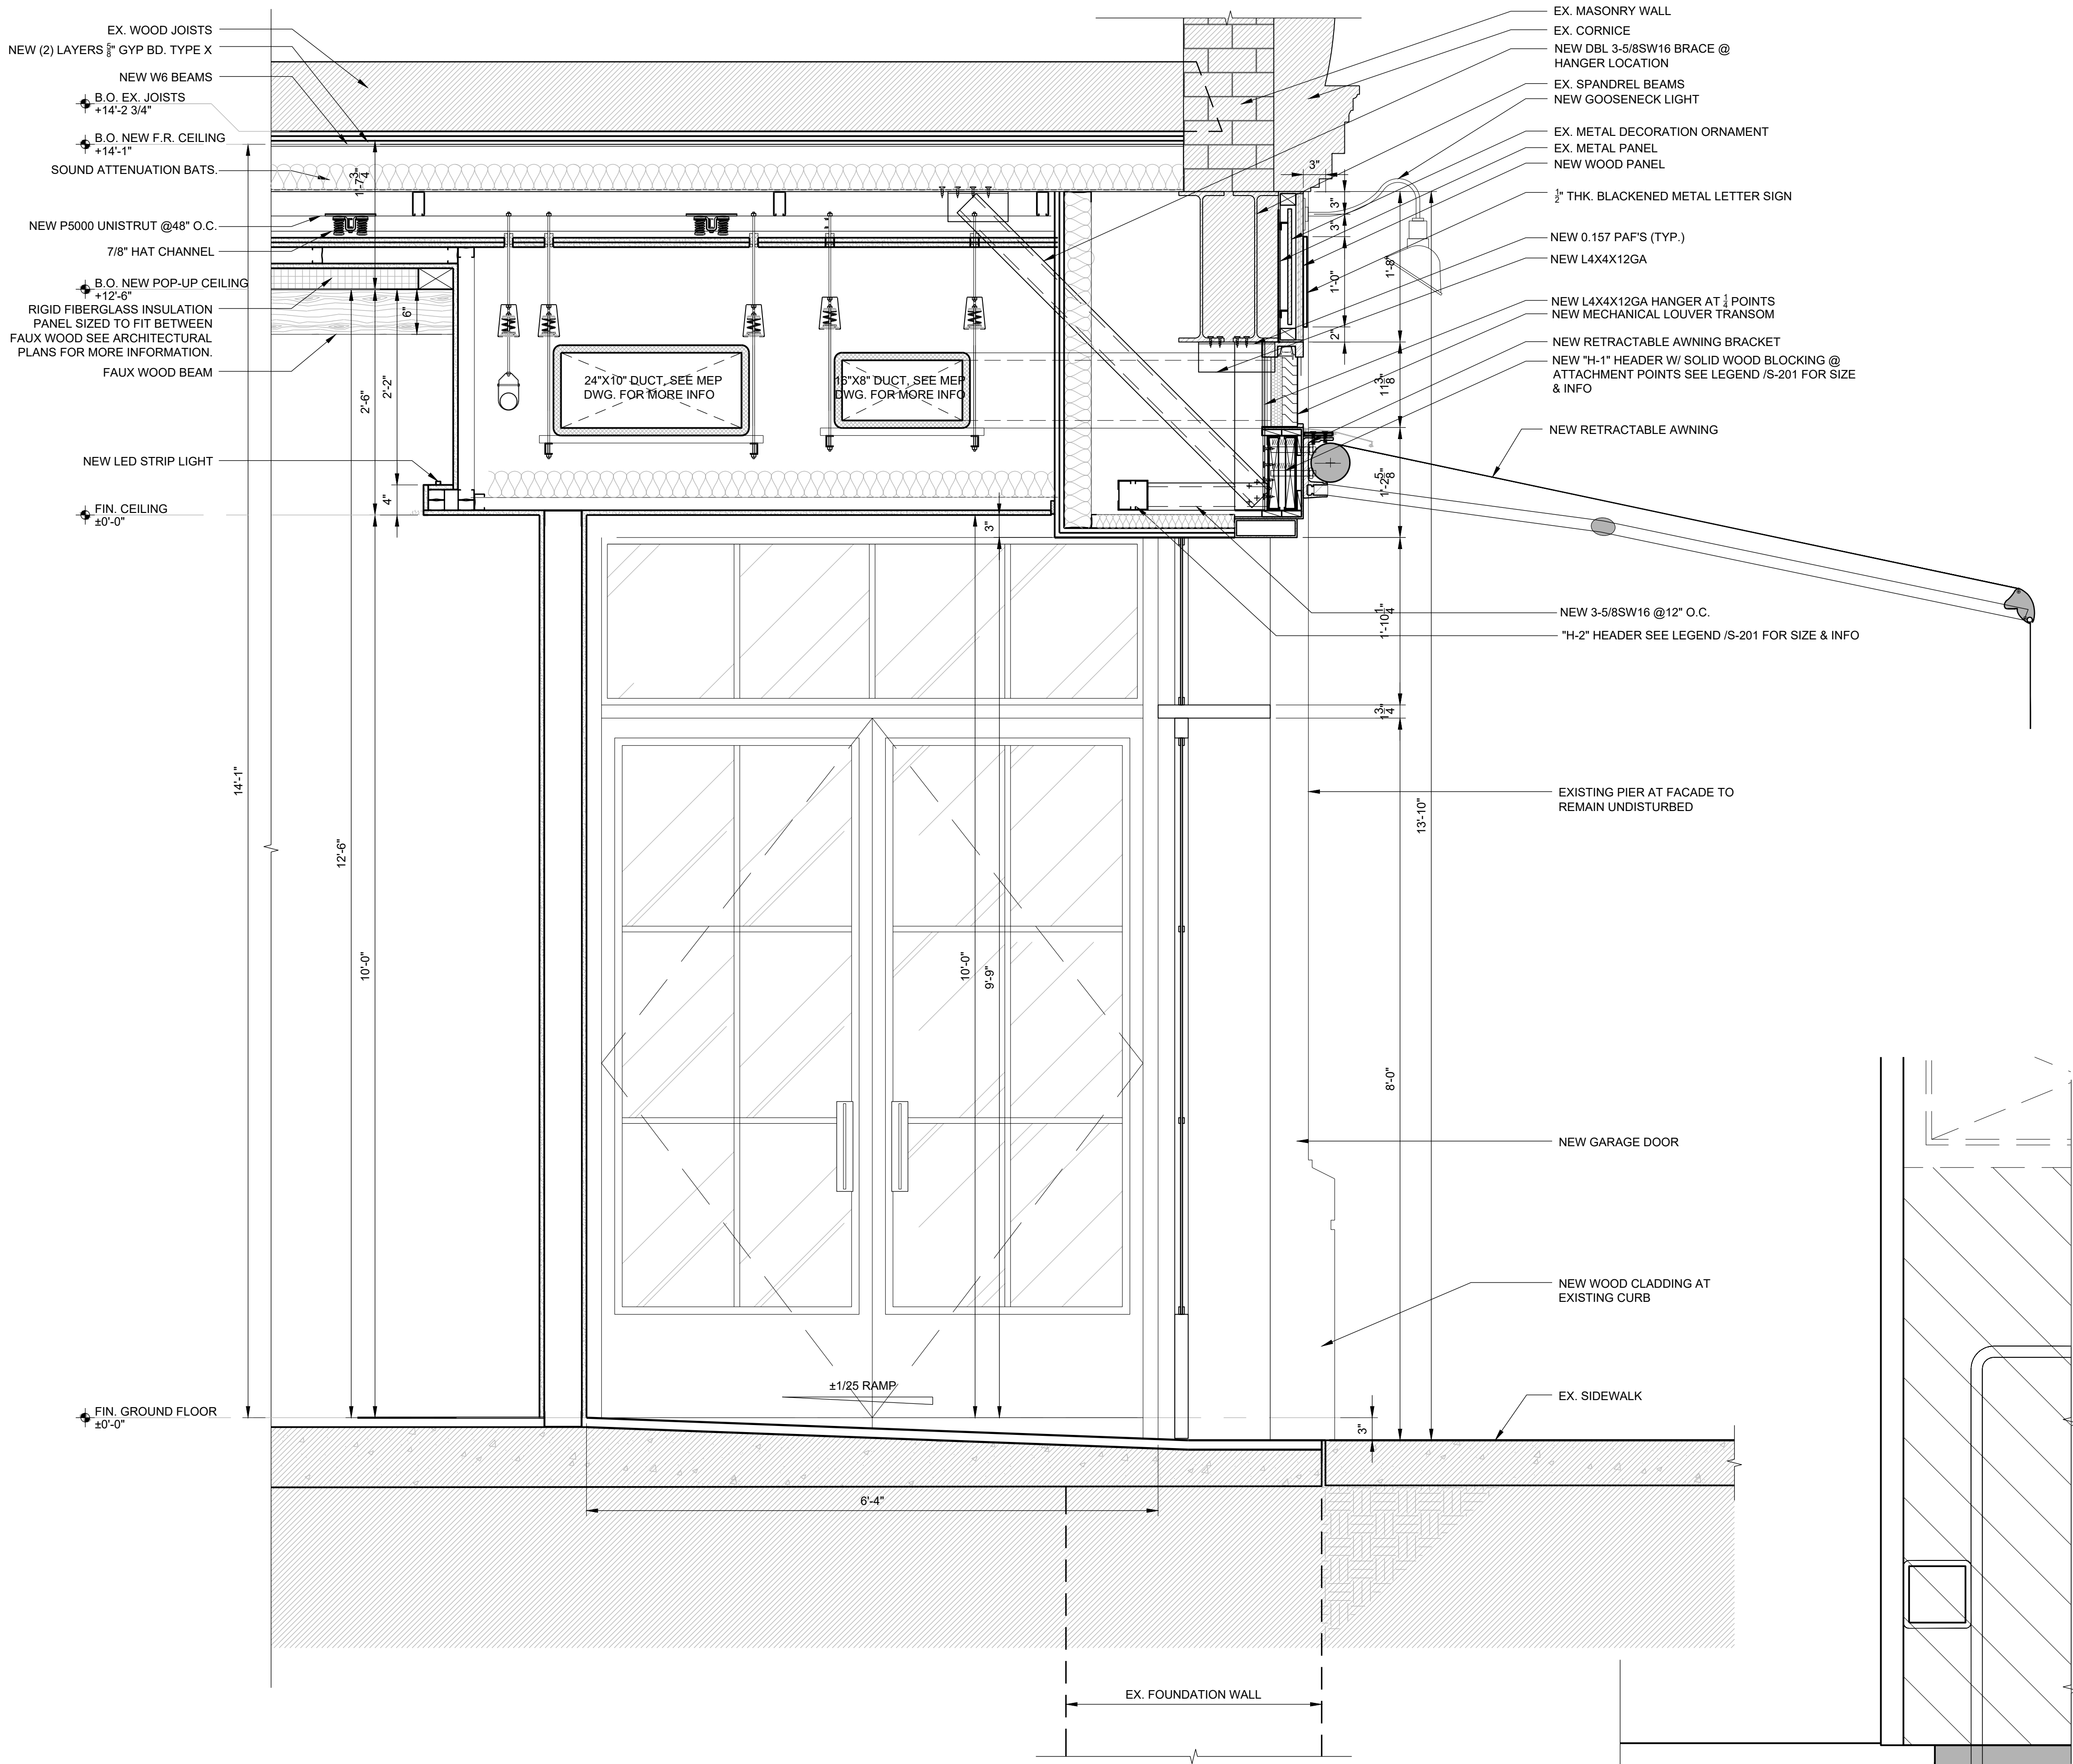 EX. WOOD JOISTS
NEW (2) LAYERS 5/8" GYP BD. TYPE X
NEW W6 BEAMS
B.O. EX. JOISTS
+14'-2 3/4"
B.O. NEW F.R. CEILING
+14'-1"
SOUND ATTENUATION BATS.
NEW P5000 UNISTRUT @48" O.C.
7/8" HAT CHANNEL
B.O. NEW POP-UP CEILING
+12'-6"
RIGID FIBERGLASS INSULATION
PANEL SIZED TO FIT BETWEEN
FAUX WOOD SEE ARCHITECTURAL
PLANS FOR MORE INFORMATION.
FAUX WOOD BEAM
NEW LED STRIP LIGHT
FIN. CEILING
±0'-0"
FIN. GROUND FLOOR
±0'-0"
14'-1"
12'-6"
10'-0"
1'-7 3/4"
6"
2'-2"
2'-6"
4"
24"X10" DUCT, SEE MEP
DWG. FOR MORE INFO
16"X8" DUCT, SEE MEP
DWG. FOR MORE INFO
3"
10'-0"
9'-9"
±1/25 RAMP
6'-4"
EX. FOUNDATION WALL
3"
3"
3"
1'-0"
2"
1'-8"
11 3/8"
1'-2 5/8"
1'-10 1/4"
1 3/4"
8'-0"
13'-10"
3"
EX. MASONRY WALL
EX. CORNICE
NEW DBL 3-5/8SW16 BRACE @
HANGER LOCATION
EX. SPANDREL BEAMS
NEW GOOSENECK LIGHT
EX. METAL DECORATION ORNAMENT
EX. METAL PANEL
NEW WOOD PANEL
1/2" THK. BLACKENED METAL LETTER SIGN
NEW 0.157 PAF'S (TYP.)
NEW L4X4X12GA
NEW L4X4X12GA HANGER AT 1/4 POINTS
NEW MECHANICAL LOUVER TRANSOM
NEW RETRACTABLE AWNING BRACKET
NEW "H-1" HEADER W/ SOLID WOOD BLOCKING @
ATTACHMENT POINTS SEE LEGEND /S-201 FOR SIZE
& INFO
NEW RETRACTABLE AWNING
NEW 3-5/8SW16 @12" O.C.
"H-2" HEADER SEE LEGEND /S-201 FOR SIZE & INFO
EXISTING PIER AT FACADE TO
REMAIN UNDISTURBED
NEW GARAGE DOOR
NEW WOOD CLADDING AT
EXISTING CURB
EX. SIDEWALK